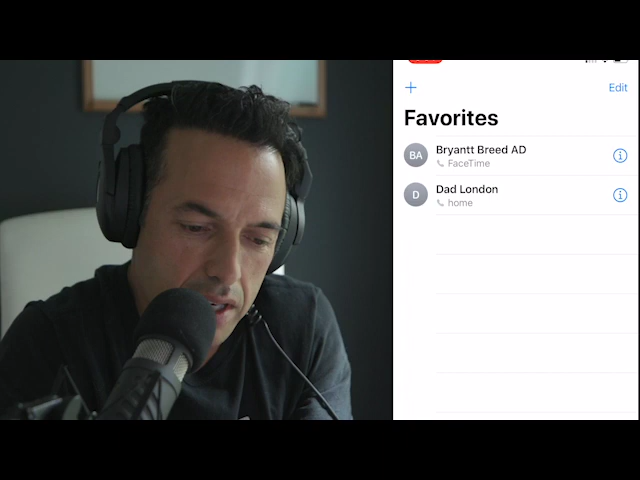 +
Edit
Favorites
BA
Bryantt Breed AD
FaceTime
D
Dad London
home